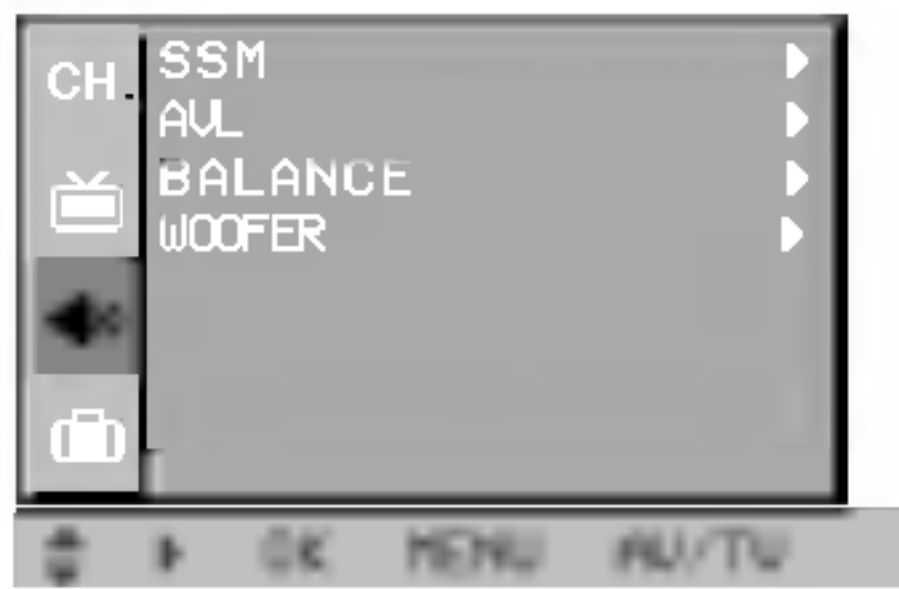 CH.
SSM
AVL
BALANCE
WOOFER
OK MENU AV/TV